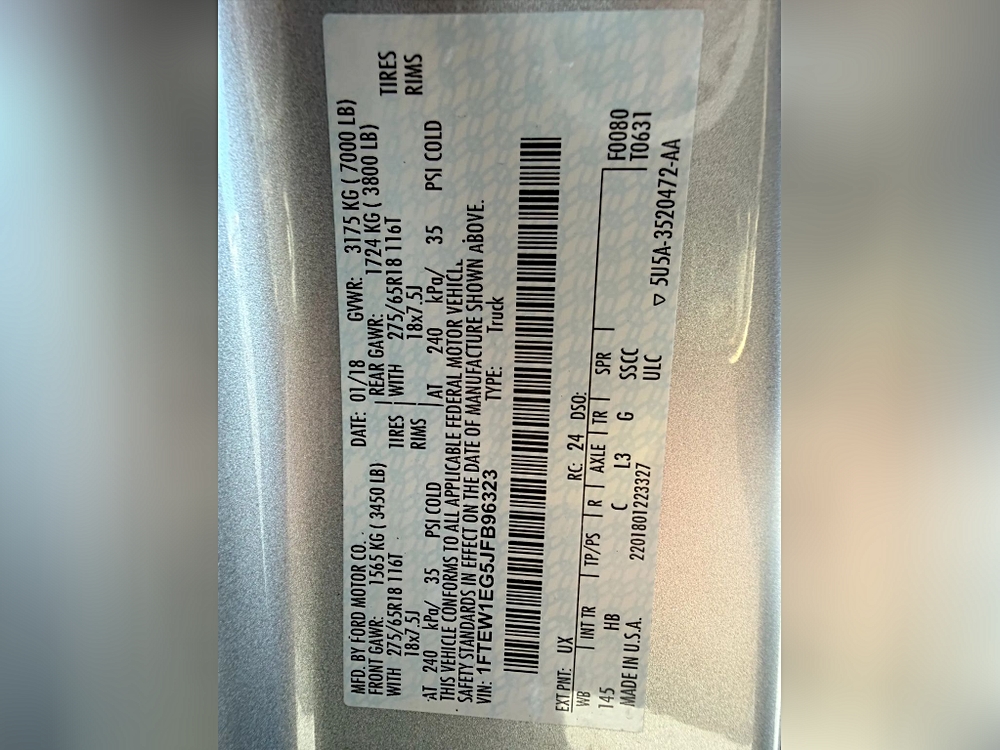 MFD. BY FORD MOTOR CO. DATE: 01/18 GVWR: 3175 KG ( 7000 LB)
FRONT GAWR: 1565 KG ( 3450 LB) REAR GAWR: 1724 KG ( 3800 LB)
WITH 275/65R18 116T TIRES WITH 275/65R18 116T TIRES
18x7.5J RIMS 18x7.5J RIMS
AT 240 kPa/ 35 PSI COLD AT 240 kPa/ 35 PSI COLD
THIS VEHICLE CONFORMS TO ALL APPLICABLE FEDERAL MOTOR VEHICLE
SAFETY STANDARDS IN EFFECT ON THE DATE OF MANUFACTURE SHOWN ABOVE.
VIN: 1FTEW1EG5JFB96323 TYPE: Truck
EXT PNT: UX RC: 24 DSO: F0080
WB INT TR TP/PS R AXLE TR SPR T0631
145 HB C L3 G SSCC
MADE IN U.S.A. 2201801223327 ULC ▽ 5U5A-3520472-AA